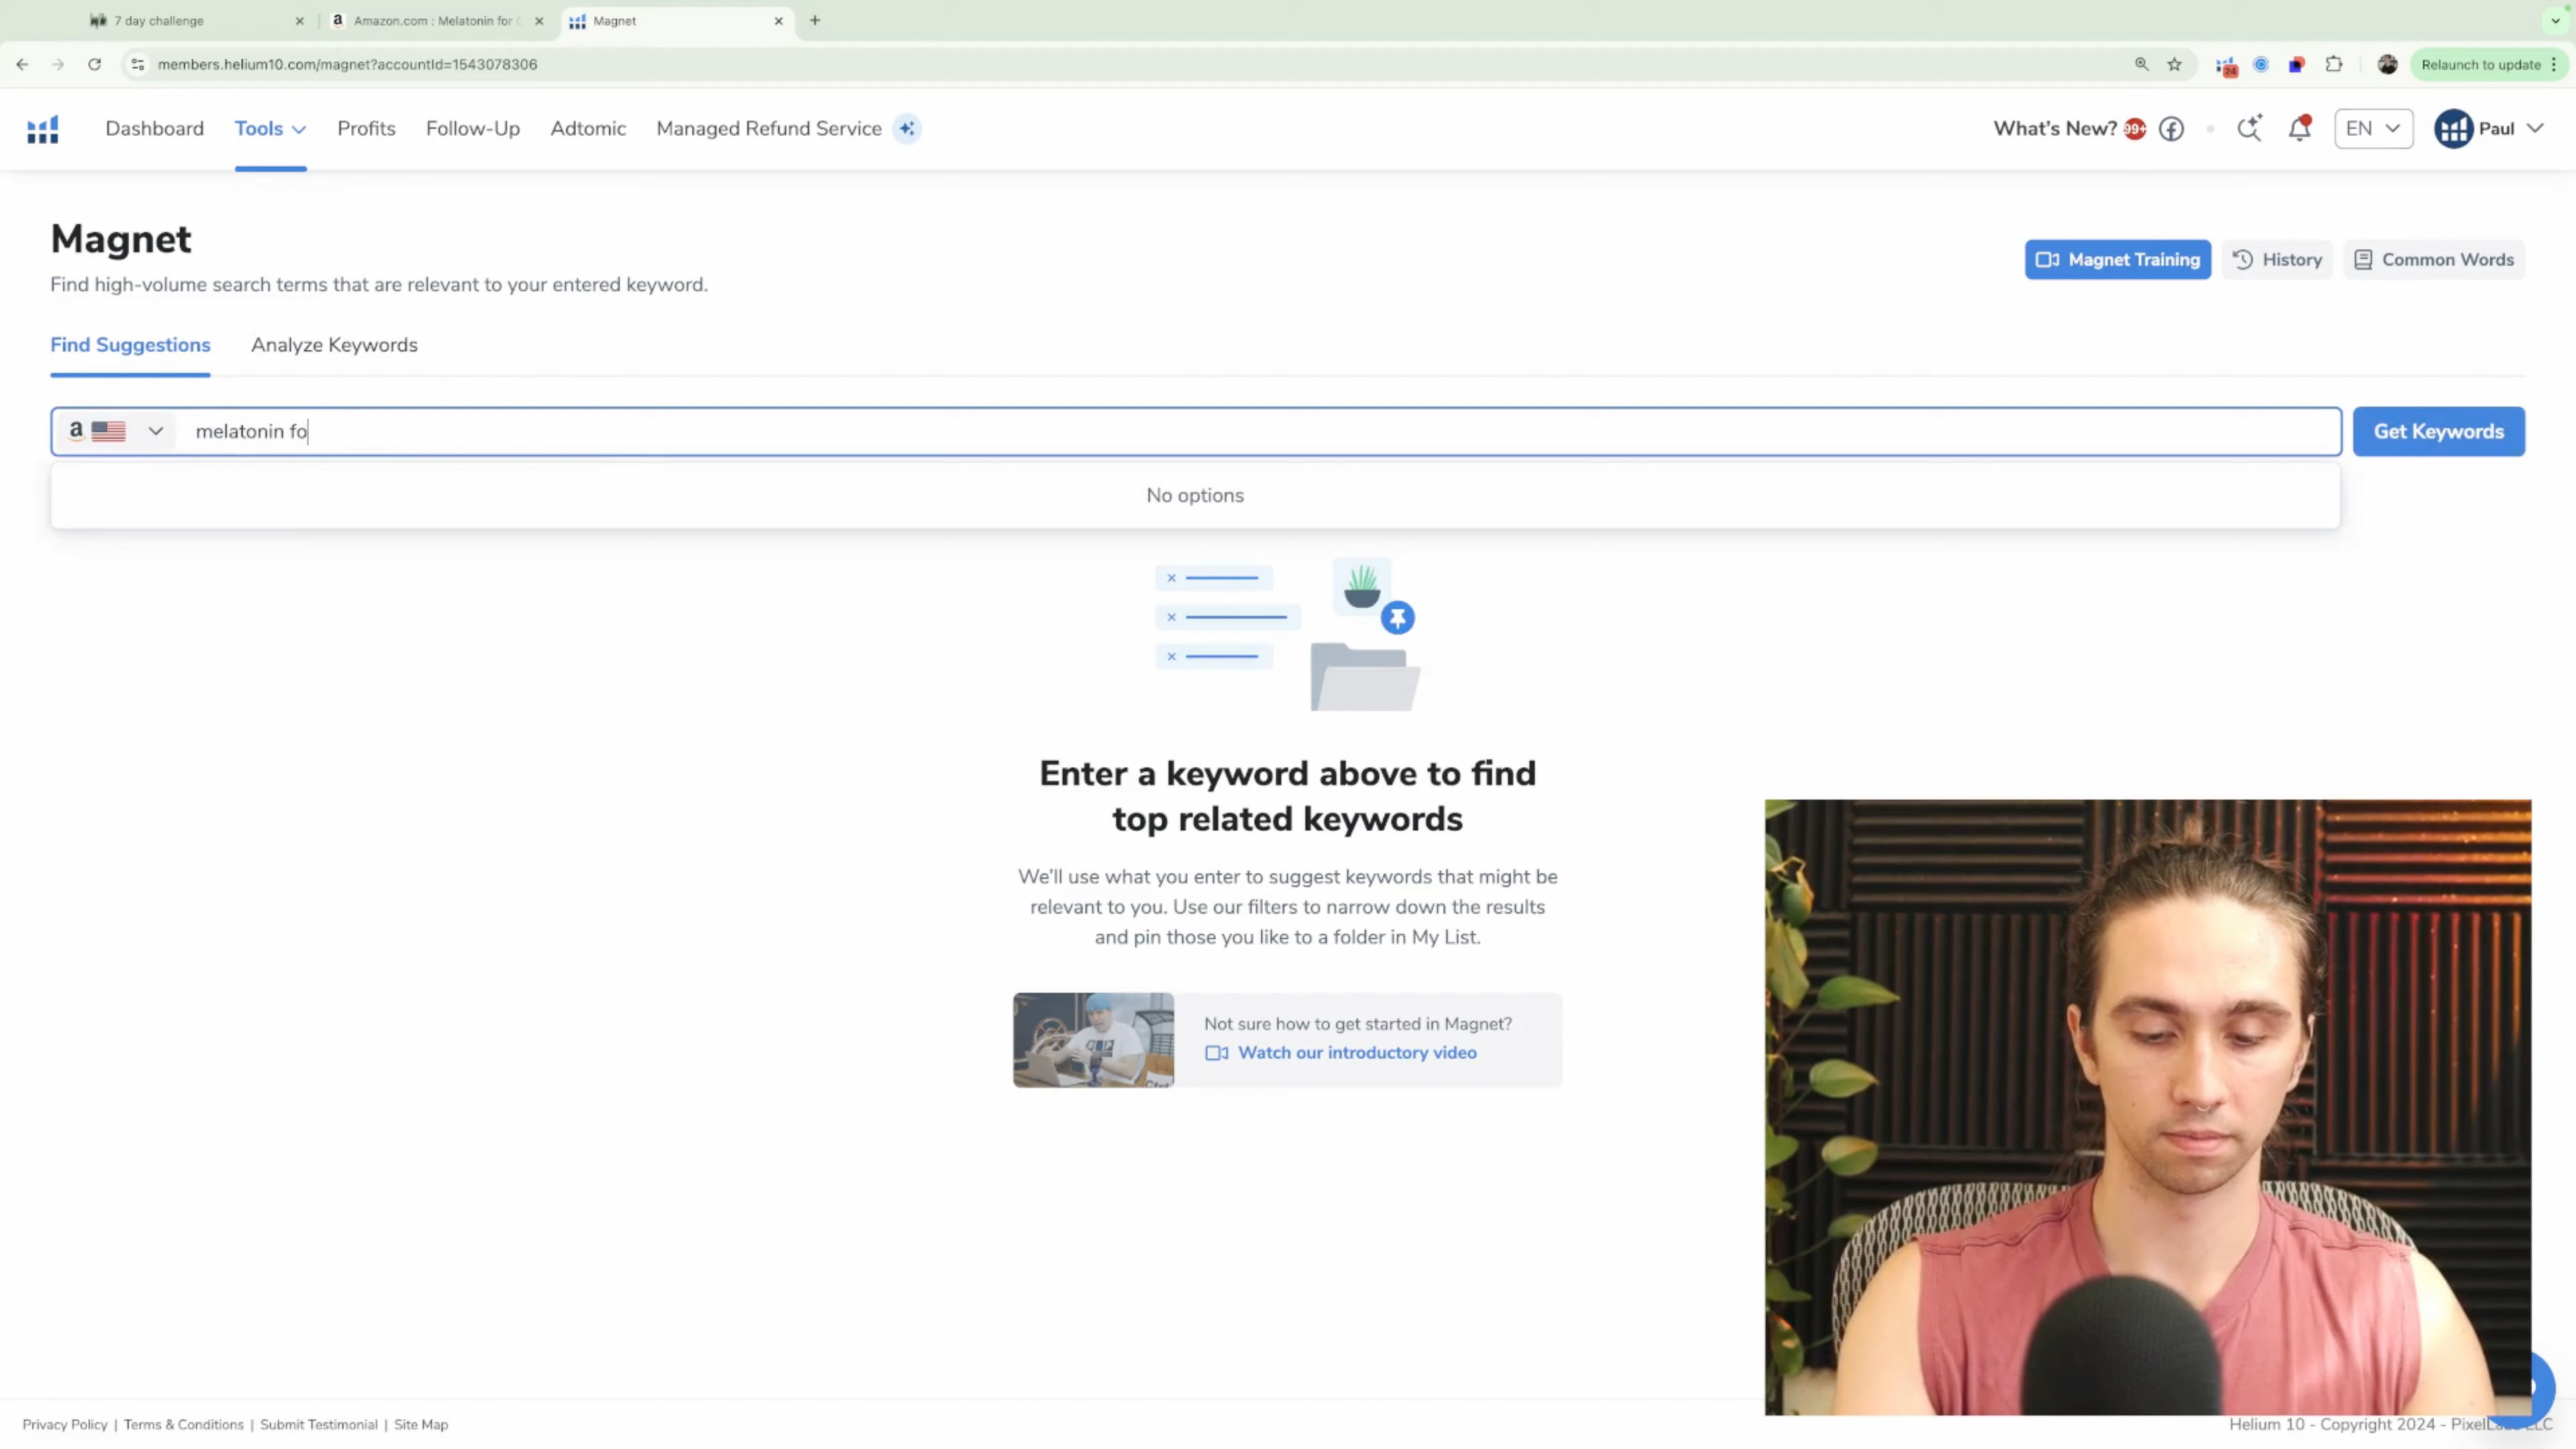 7 day challenge
Amazon.com : Melatonin for
Magnet
members.helium10.com/magnet?accountId=1543078306
24
Relaunch to update
Dashboard
Tools
Profits
Follow-Up
Adtomic
Managed Refund Service
What's New?
99+
EN
Paul
Magnet
Find high-volume search terms that are relevant to your entered keyword.
Magnet Training
History
Common Words
Find Suggestions
Analyze Keywords
a
melatonin fo
Get Keywords
No options
Enter a keyword above to find
top related keywords
We'll use what you enter to suggest keywords that might be
relevant to you. Use our filters to narrow down the results
and pin those you like to a folder in My List.
Not sure how to get started in Magnet?
Watch our introductory video
Privacy Policy | Terms & Conditions | Submit Testimonial | Site Map
Helium 10 - Copyright 2024 -